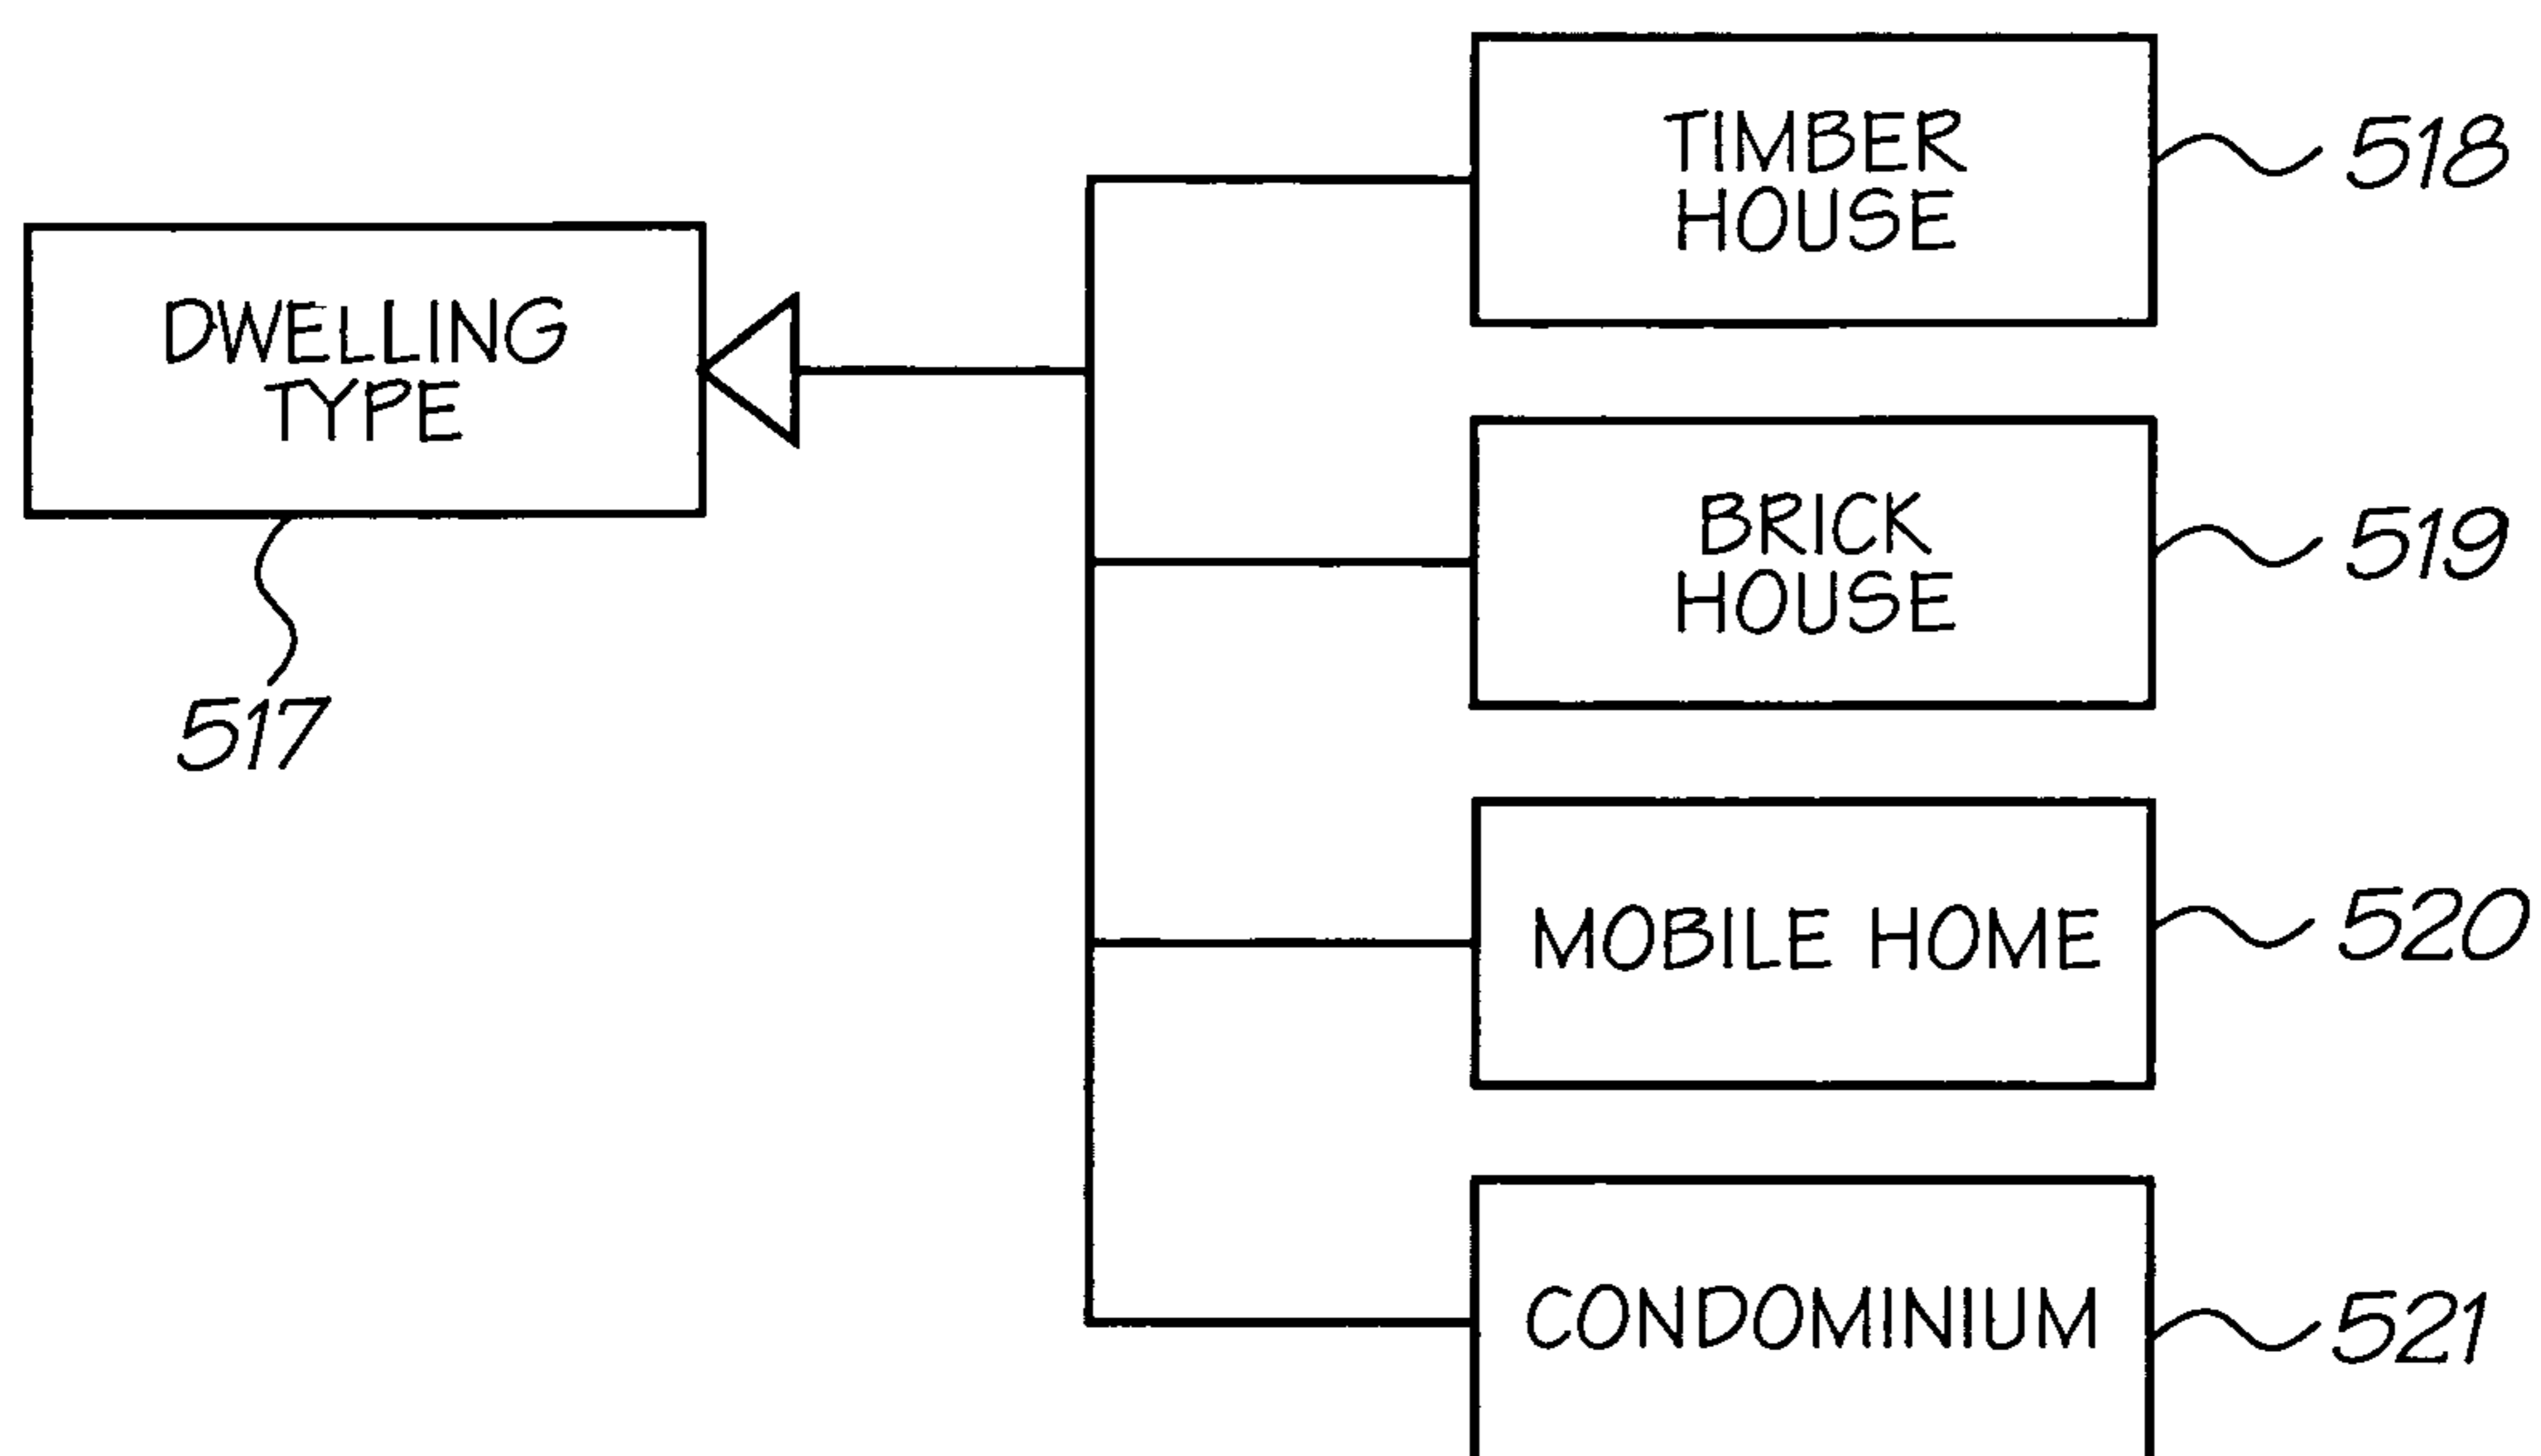 DWELLING
TYPE
517
TIMBER
HOUSE
518
BRICK
HOUSE
519
MOBILE HOME
520
CONDOMINIUM
521